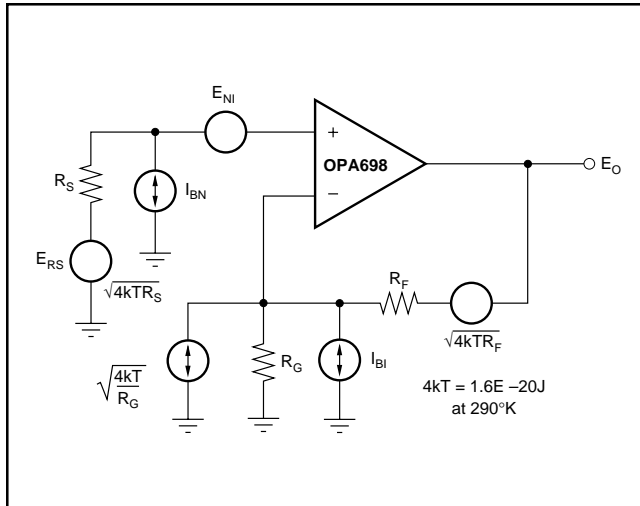 E_NI
+
OPA698
−
E_O
R_S
I_BN
E_RS
√4kTR_S
R_F
√4kTR_F
√4kT/R_G
R_G
I_BI
4kT = 1.6E –20J
at 290°K